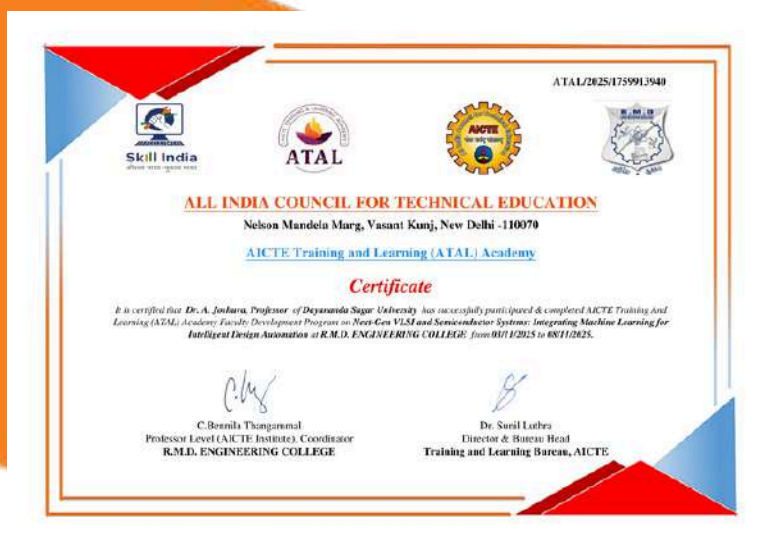 ATAL/2025/1759913940
Skill India
कौशल भारत-कुशल भारत
ATAL
AICTE
R.M.D
ALL INDIA COUNCIL FOR TECHNICAL EDUCATION
Nelson Mandela Marg, Vasant Kunj, New Delhi -110070
AICTE Training and Learning (ATAL) Academy
Certificate
It is certified that Dr. A. Joshuva, Professor of Dayananda Sagar University has successfully participated & completed AICTE Training And
Learning (ATAL) Academy Faculty Development Program on Next-Gen VLSI and Semiconductor Systems: Integrating Machine Learning for
Intelligent Design Automation at R.M.D. ENGINEERING COLLEGE from 03/11/2025 to 08/11/2025.
C.Bennila Thangammal
Professor Level (AICTE Institute), Coordinator
R.M.D. ENGINEERING COLLEGE
Dr. Sunil Luthra
Director & Bureau Head
Training and Learning Bureau, AICTE